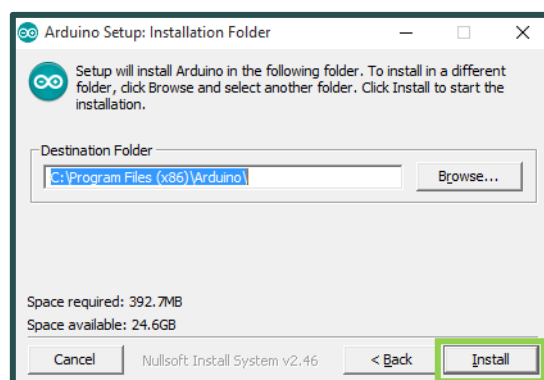 Arduino Setup: Installation Folder
Setup will install Arduino in the following folder. To install in a different
folder, click Browse and select another folder. Click Install to start the
installation.
Destination Folder
C:\Program Files (x86)\Arduino\
Browse...
Space required: 392.7MB
Space available: 24.6GB
Cancel
Nullsoft Install System v2.46
< Back
Install